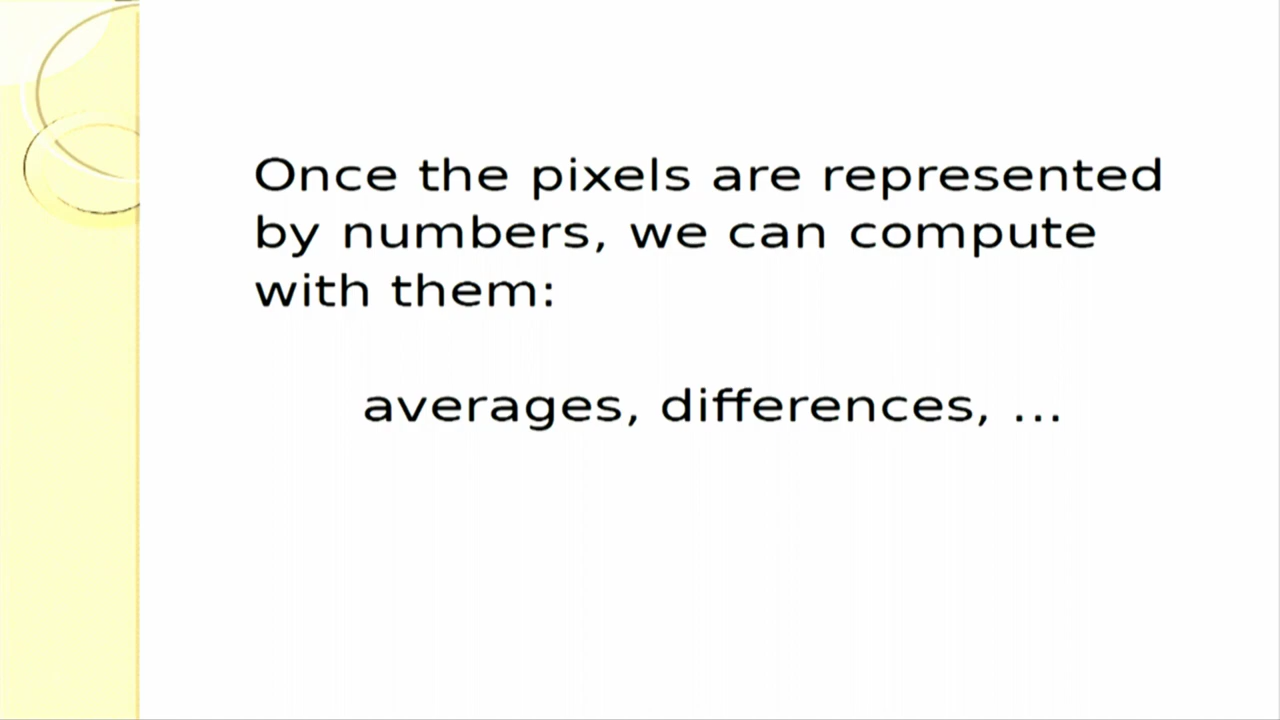 Once the pixels are represented
by numbers, we can compute
with them:
averages, differences, ...